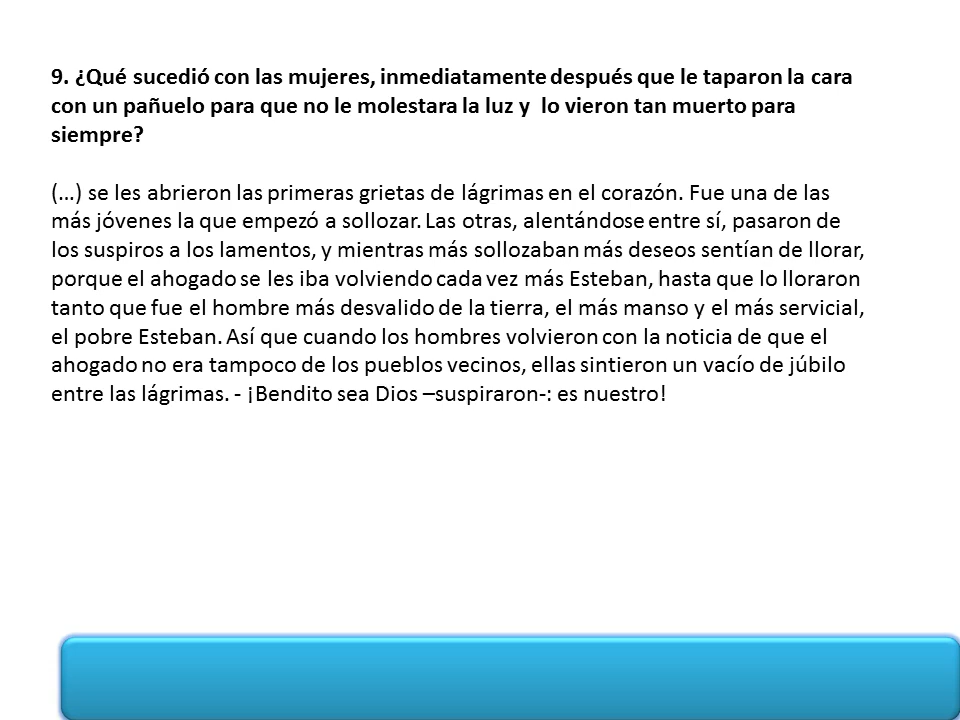 9. ¿Qué sucedió con las mujeres, inmediatamente después que le taparon la cara
con un pañuelo para que no le molestara la luz y  lo vieron tan muerto para
siempre?
(…) se les abrieron las primeras grietas de lágrimas en el corazón. Fue una de las
más jóvenes la que empezó a sollozar. Las otras, alentándose entre sí, pasaron de
los suspiros a los lamentos, y mientras más sollozaban más deseos sentían de llorar,
porque el ahogado se les iba volviendo cada vez más Esteban, hasta que lo lloraron
tanto que fue el hombre más desvalido de la tierra, el más manso y el más servicial,
el pobre Esteban. Así que cuando los hombres volvieron con la noticia de que el
ahogado no era tampoco de los pueblos vecinos, ellas sintieron un vacío de júbilo
entre las lágrimas. - ¡Bendito sea Dios –suspiraron-: es nuestro!